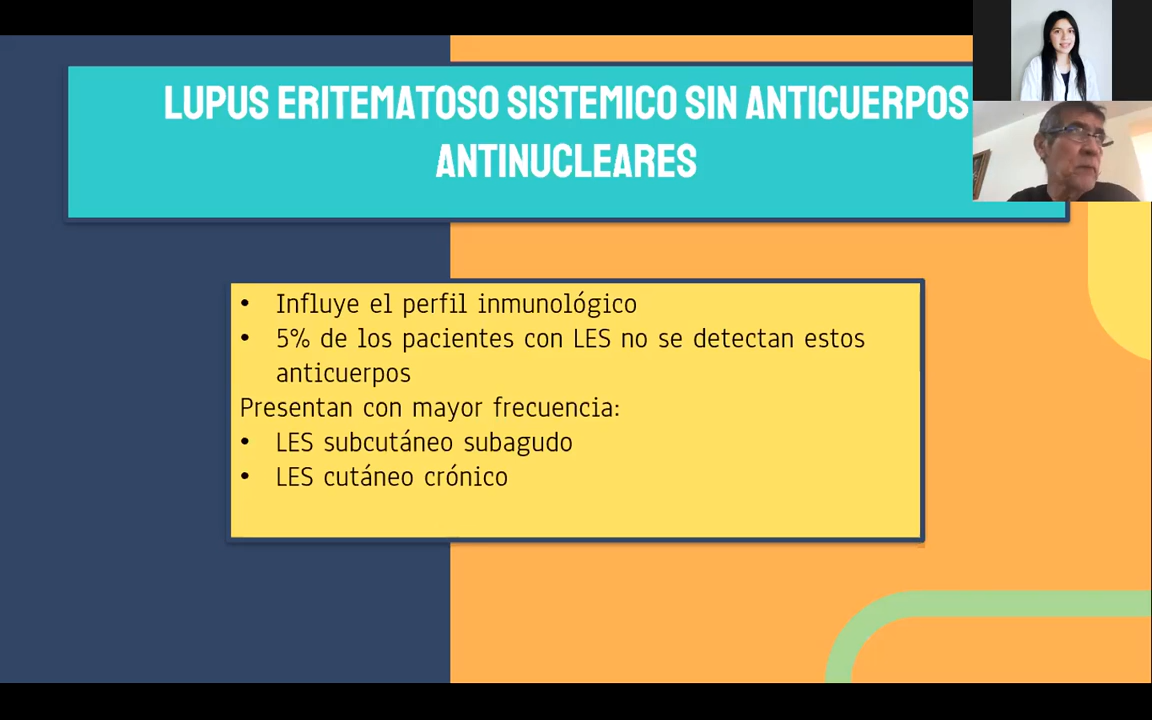 LUPUS ERITEMATOSO SISTEMICO SIN ANTICUERPOS
ANTINUCLEARES
• Influye el perfil inmunológico
• 5% de los pacientes con LES no se detectan estos
anticuerpos
Presentan con mayor frecuencia:
• LES subcutáneo subagudo
• LES cutáneo crónico